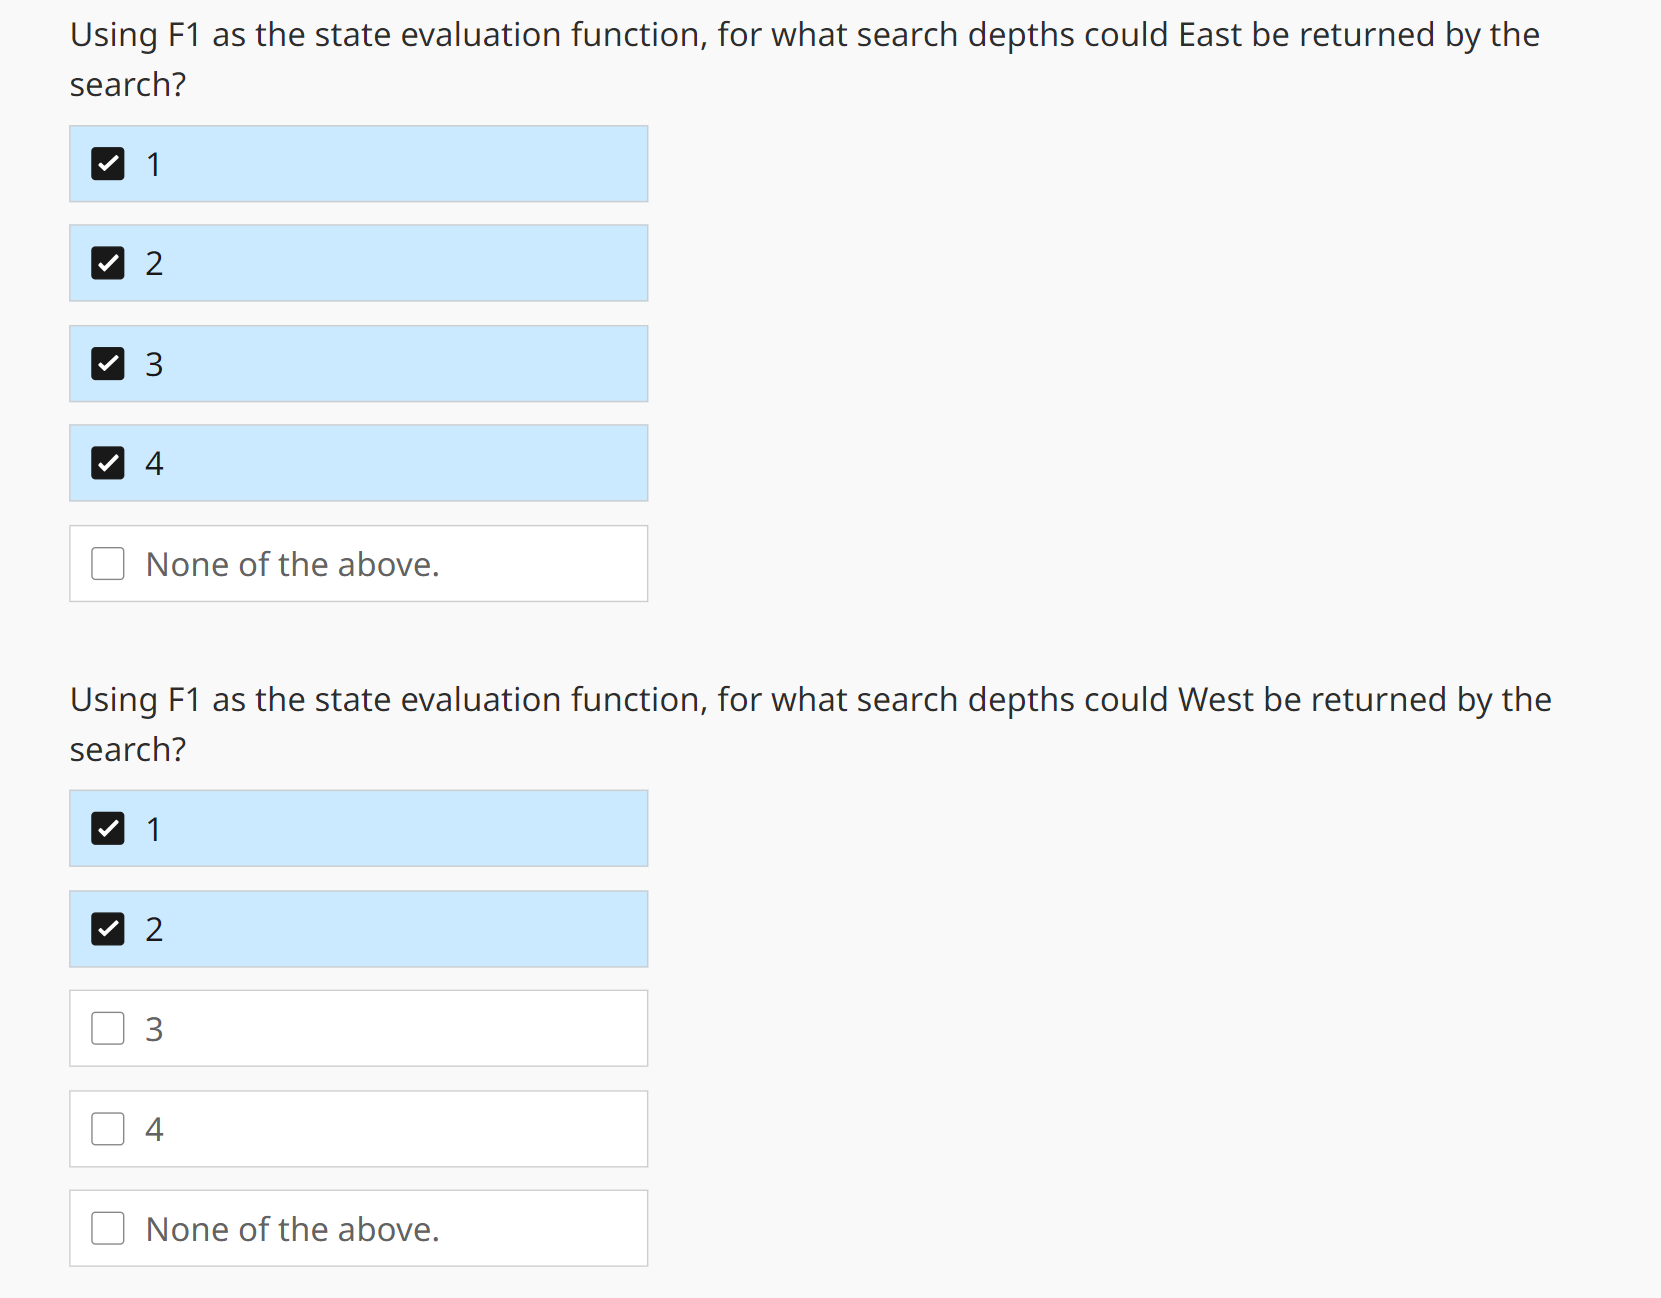 Using F1 as the state evaluation function, for what search depths could East be returned by the
search?
1
2
3
4
None of the above.
Using F1 as the state evaluation function, for what search depths could West be returned by the
search?
1
2
3
4
None of the above.